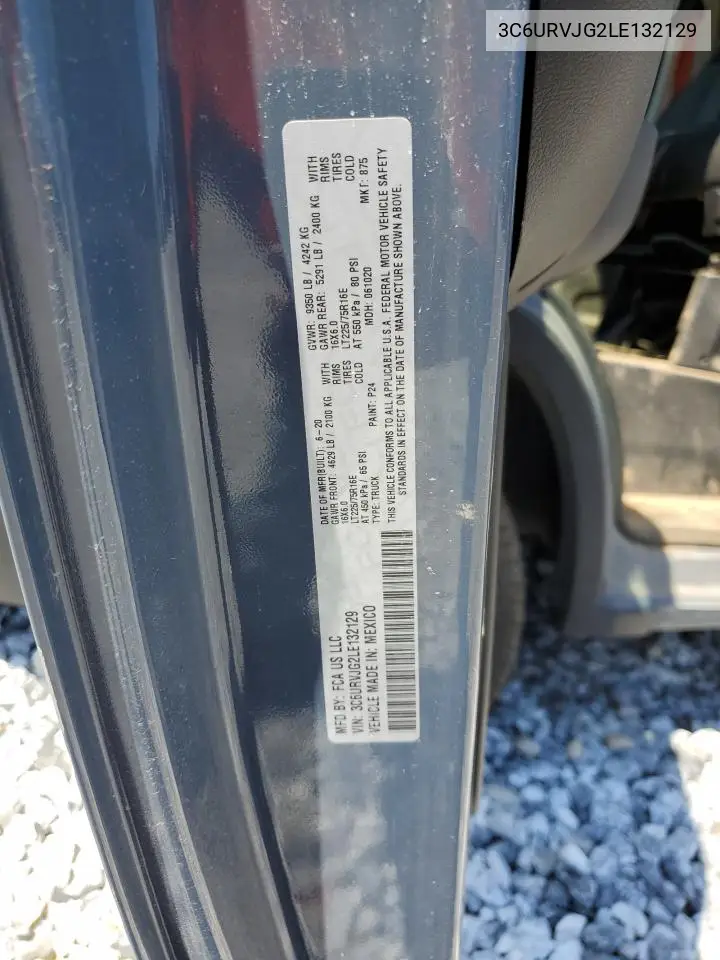 3C6URVJG2LE132129
MFD BY: FCA US LLC
VIN: 3C6URVJG2LE132129
VEHICLE MADE IN: MEXICO
DATE OF MFR(BUILT): 6-20
GAWR FRONT: 4629 LB / 2100 KG WITH
16X6.0 RIMS
LT225/75R16E TIRES
AT 450 kPa / 65 PSI COLD
TYPE: TRUCK PAINT: P24
GVWR: 9350 LB / 4242 KG
GAWR REAR: 5291 LB / 2400 KG WITH
16X6.0 RIMS
LT225/75R16E TIRES
AT 550 kPa / 80 PSI COLD
MDH: 061020 MKT: 875
THIS VEHICLE CONFORMS TO ALL APPLICABLE U.S.A. FEDERAL MOTOR VEHICLE SAFETY
STANDARDS IN EFFECT ON THE DATE OF MANUFACTURE SHOWN ABOVE.